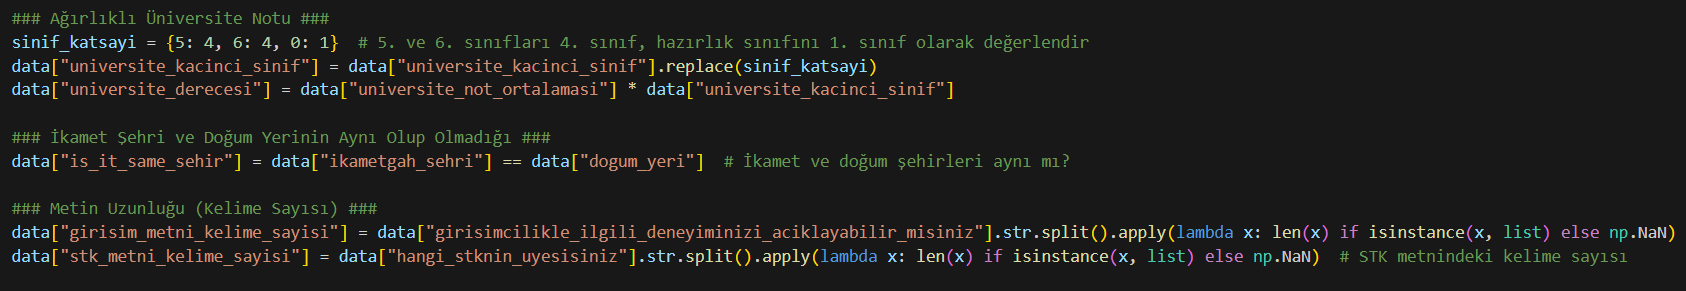 ### Ağırlıklı Üniversite Notu ###
sinif_katsayi = {5: 4, 6: 4, 0: 1}  # 5. ve 6. sınıfları 4. sınıf, hazırlık sınıfını 1. sınıf olarak değerlendir
data["universite_kacinci_sinif"] = data["universite_kacinci_sinif"].replace(sinif_katsayi)
data["universite_derecesi"] = data["universite_not_ortalamasi"] * data["universite_kacinci_sinif"]
### İkamet Şehri ve Doğum Yerinin Aynı Olup Olmadığı ###
data["is_it_same_sehir"] = data["ikametgah_sehri"] == data["dogum_yeri"]  # İkamet ve doğum şehirleri aynı mı?
### Metin Uzunluğu (Kelime Sayısı) ###
data["girisim_metni_kelime_sayisi"] = data["girisimcilikle_ilgili_deneyiminizi_aciklayabilir_misiniz"].str.split().apply(lambda x: len(x) if isinstance(x, list) else np.NaN)
data["stk_metni_kelime_sayisi"] = data["hangi_stknin_uyesisiniz"].str.split().apply(lambda x: len(x) if isinstance(x, list) else np.NaN)  # STK metnindeki kelime sayısı